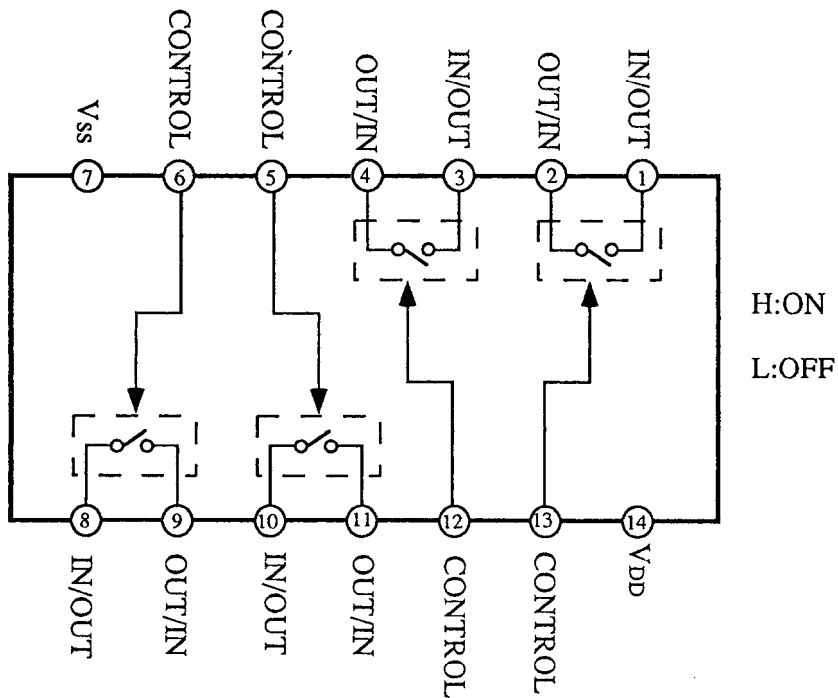 VSS
CONTROL
CONTROL
OUT/IN
IN/OUT
OUT/IN
IN/OUT
7
6
5
4
3
2
1
H:ON
L:OFF
8
9
10
11
12
13
14
IN/OUT
OUT/IN
IN/OUT
OUT/IN
CONTROL
CONTROL
VDD